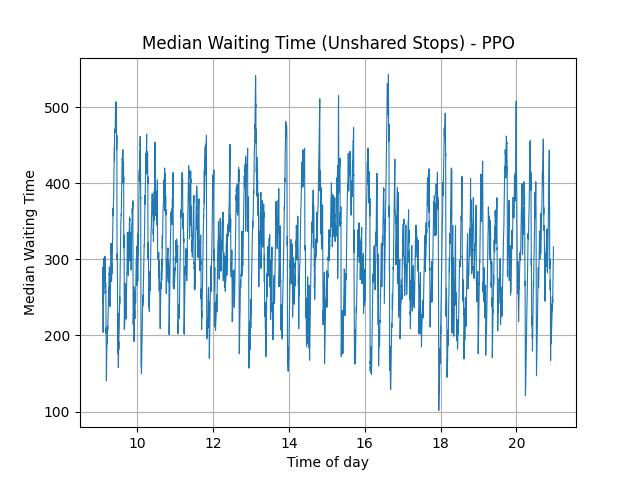 Median Waiting Time (Unshared Stops) - PPO
Median Waiting Time
500
400
300
200
100
10 12 14 16 18 20
Time of day